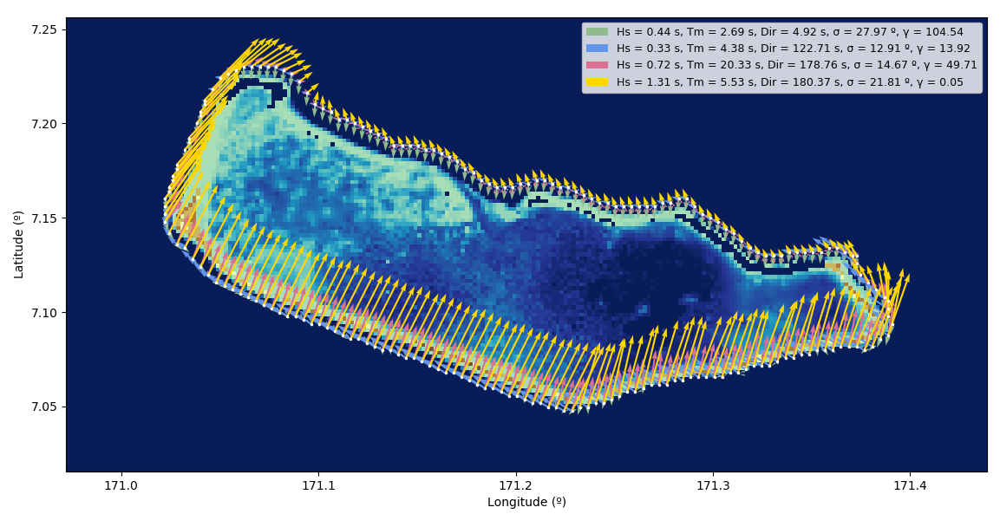 Hs = 0.44 s, Tm = 2.69 s, Dir = 4.92 s, σ = 27.97 º, γ = 104.54
Hs = 0.33 s, Tm = 4.38 s, Dir = 122.71 s, σ = 12.91 º, γ = 13.92
Hs = 0.72 s, Tm = 20.33 s, Dir = 178.76 s, σ = 14.67 º, γ = 49.71
Hs = 1.31 s, Tm = 5.53 s, Dir = 180.37 s, σ = 21.81 º, γ = 0.05
7.25
7.20
7.15
7.10
7.05
Latitude (º)
171.0 171.1 171.2 171.3 171.4
Longitude (º)